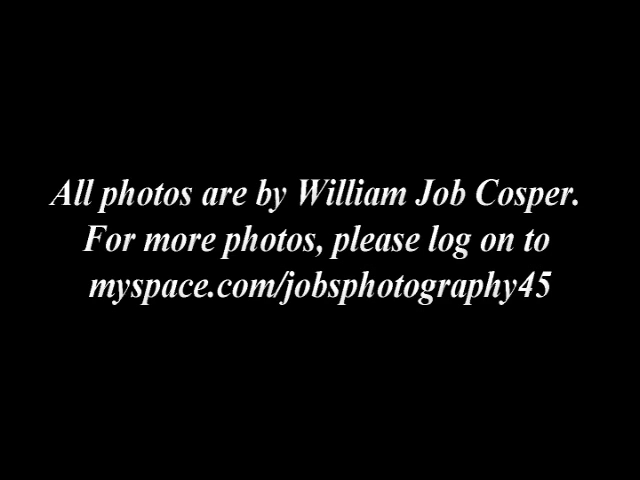 All photos are by William Job Cosper.
For more photos, please log on to
myspace.com/jobsphotography45